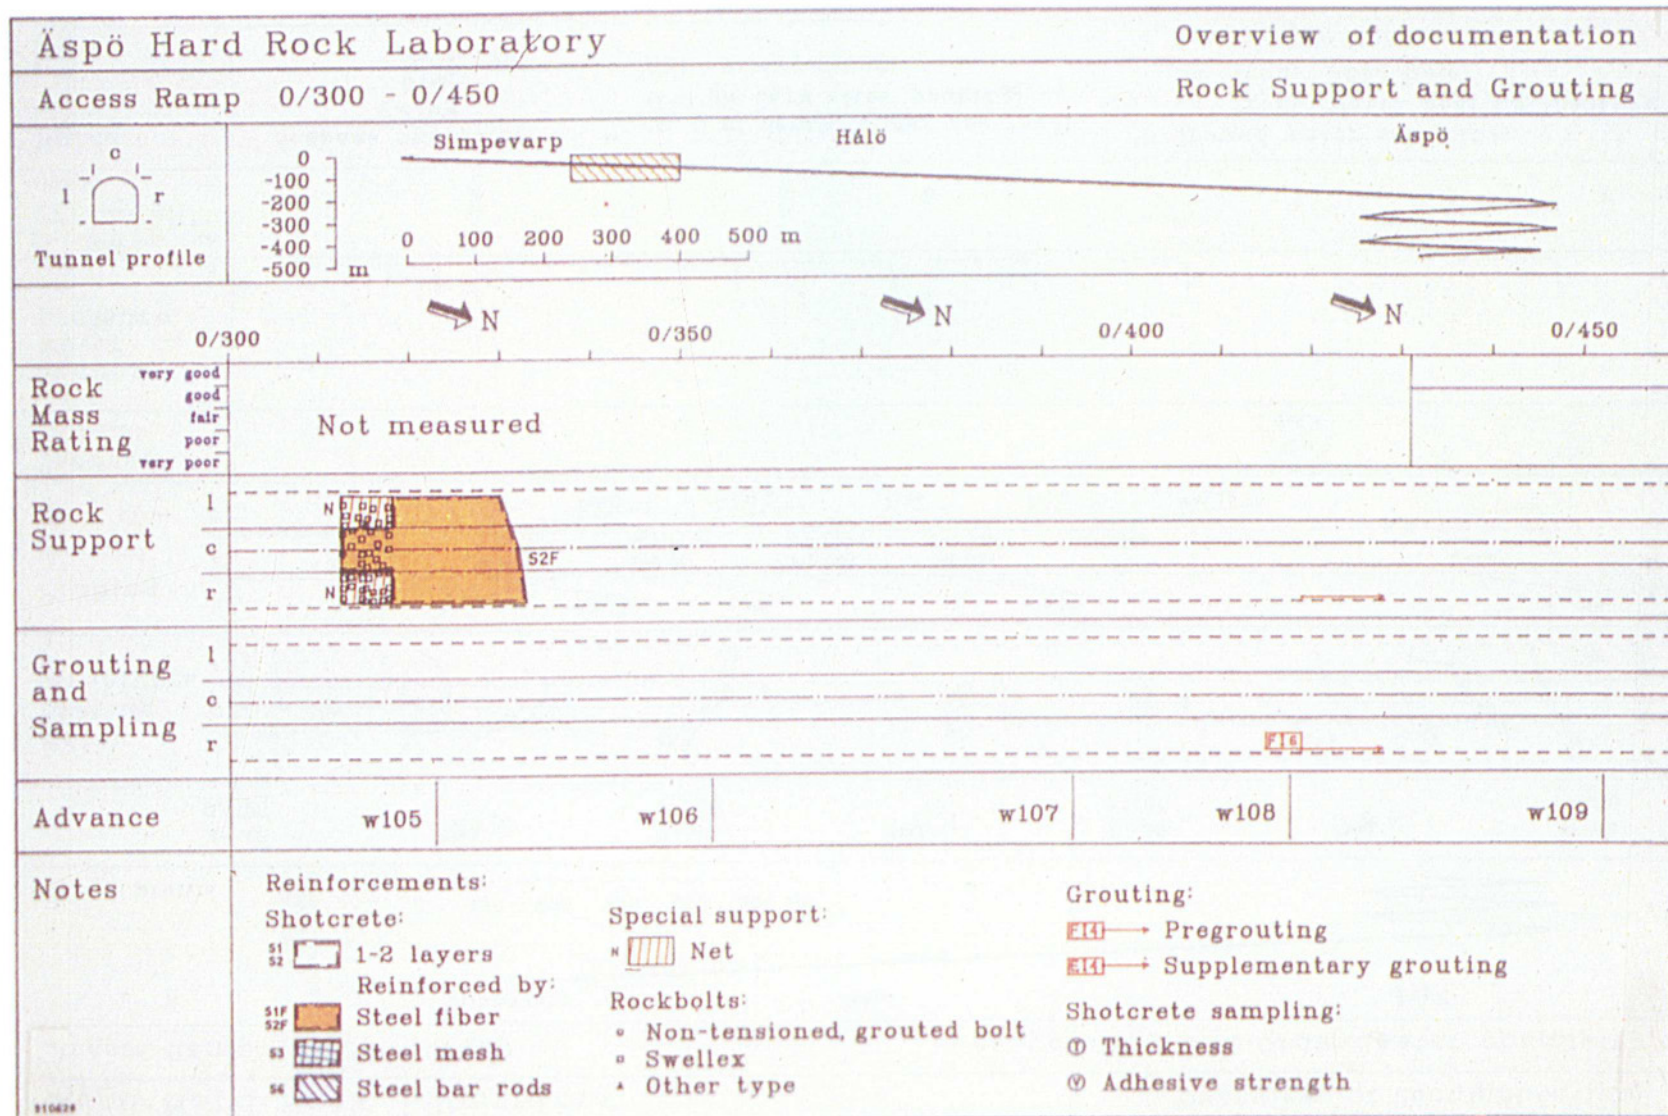 Äspö Hard Rock Laboratory
Overview of documentation
Access Ramp 0/300 - 0/450
Rock Support and Grouting
Simpevarp
Hålö
Äspö
c
l r
Tunnel profile
0
-100
-200
-300
-400
-500 m
0 100 200 300 400 500 m
N N N
0/300 0/350 0/400 0/450
Rock
Mass
Rating
very good
good
fair
poor
very poor
Not measured
Rock
Support
l
c
r
N
N
S2F
Grouting
and
Sampling
l
c
r
F 6
Advance
w105 w106 w107 w108 w109
Notes
Reinforcements:
Shotcrete:
S1
S2
1-2 layers
Reinforced by:
S1F
S2F
Steel fiber
S3 Steel mesh
S6 Steel bar rods
Special support:
N Net
Rockbolts:
Non-tensioned, grouted bolt
Swellex
Other type
Grouting:
Pregrouting
Supplementary grouting
Shotcrete sampling:
T Thickness
V Adhesive strength